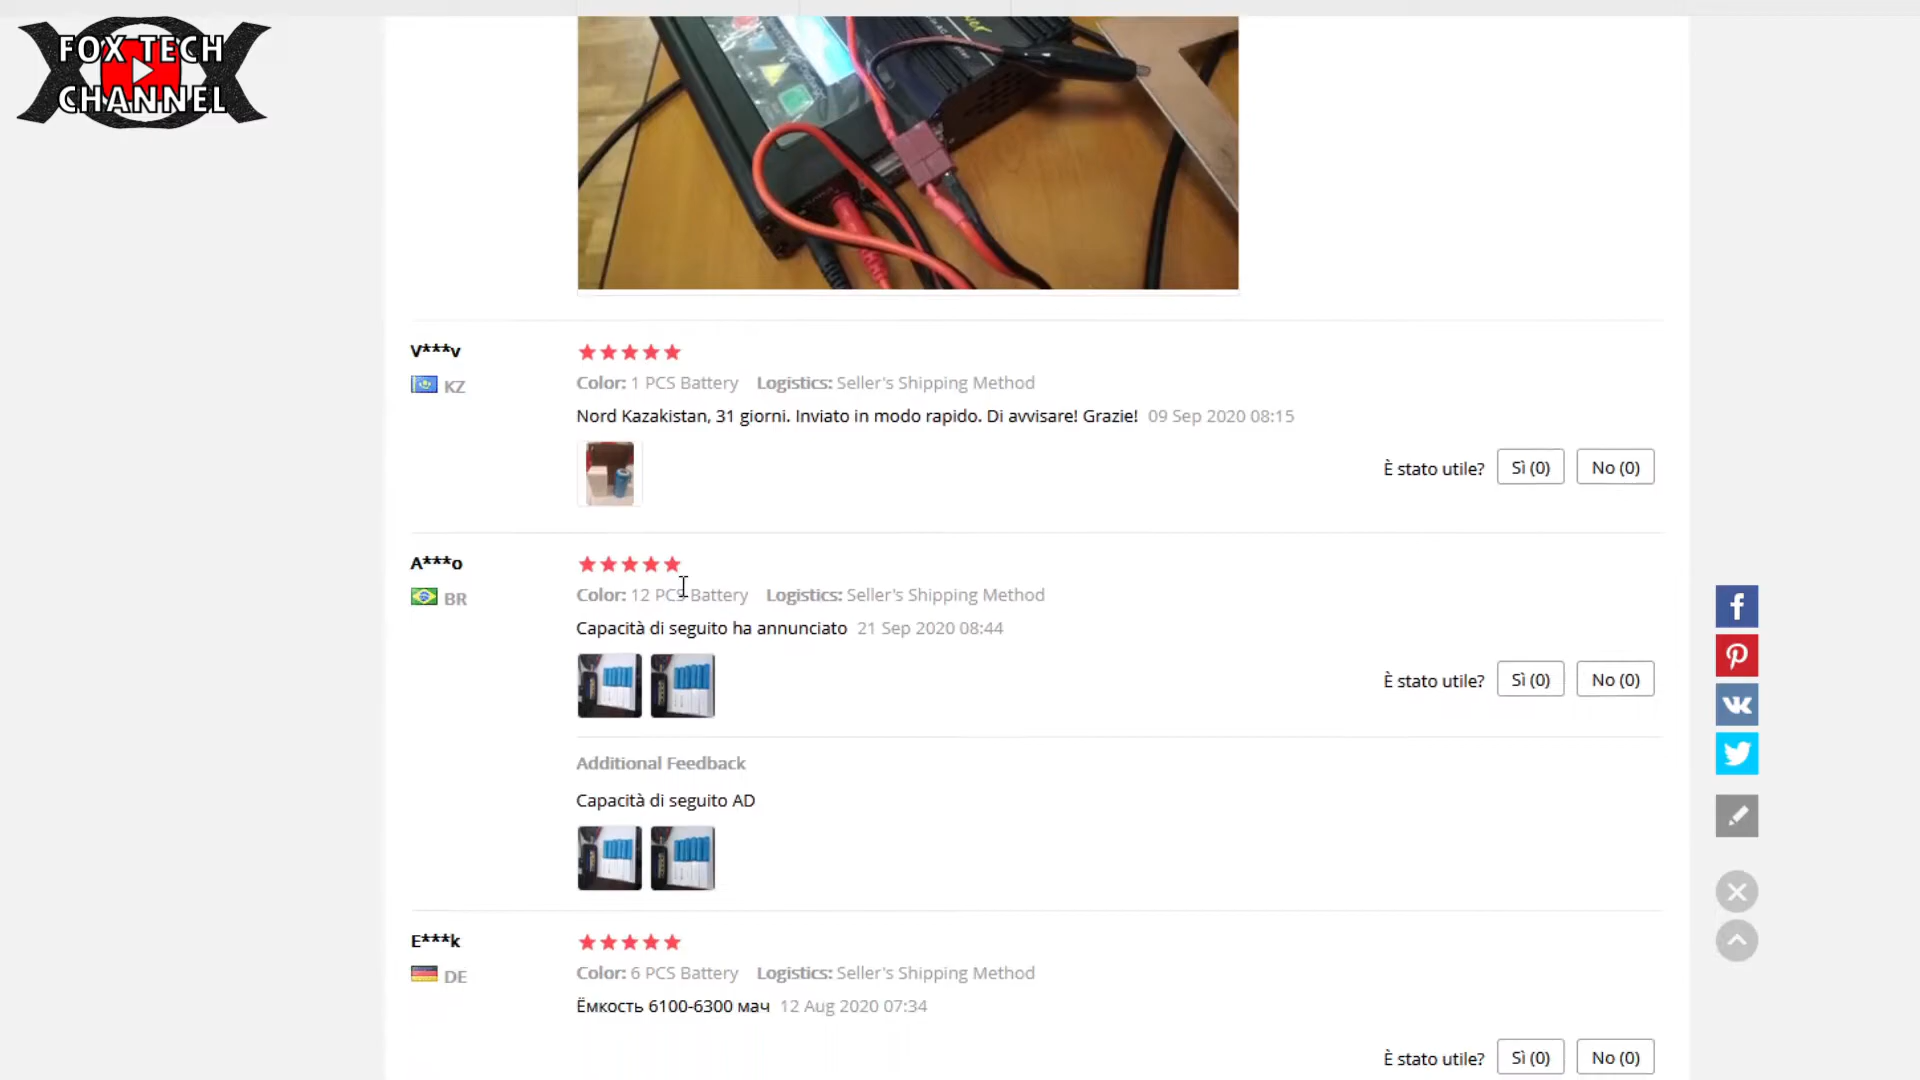 FOX TECH
CHANNEL
V***v
KZ
Color: 1 PCS Battery Logistics: Seller's Shipping Method
Nord Kazakistan, 31 giorni. Inviato in modo rapido. Di avvisare! Grazie! 09 Sep 2020 08:15
È stato utile? Sì (0) No (0)
A***o
BR
Color: 12 PCS Battery Logistics: Seller's Shipping Method
Capacità di seguito ha annunciato 21 Sep 2020 08:44
È stato utile? Sì (0) No (0)
Additional Feedback
Capacità di seguito AD
E***k
DE
Color: 6 PCS Battery Logistics: Seller's Shipping Method
Ёмкость 6100-6300 мач 12 Aug 2020 07:34
È stato utile? Sì (0) No (0)